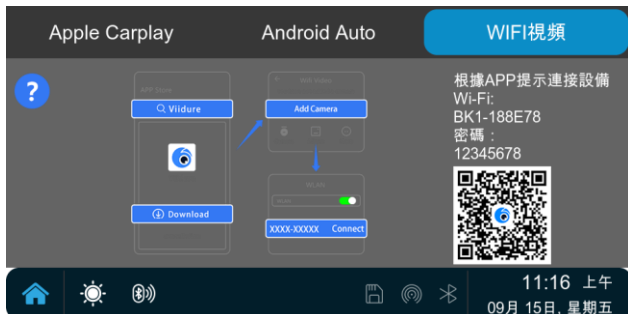 Apple Carplay
Android Auto
WIFI視頻
?
APP Store
Viidure
Download
Wifi Video
Add Camera
WLAN
WLAN
XXXX-XXXXX Connect
根據APP提示連接設備
Wi-Fi:
BK1-188E78
密碼：
12345678
11:16 上午
09月 15日, 星期五